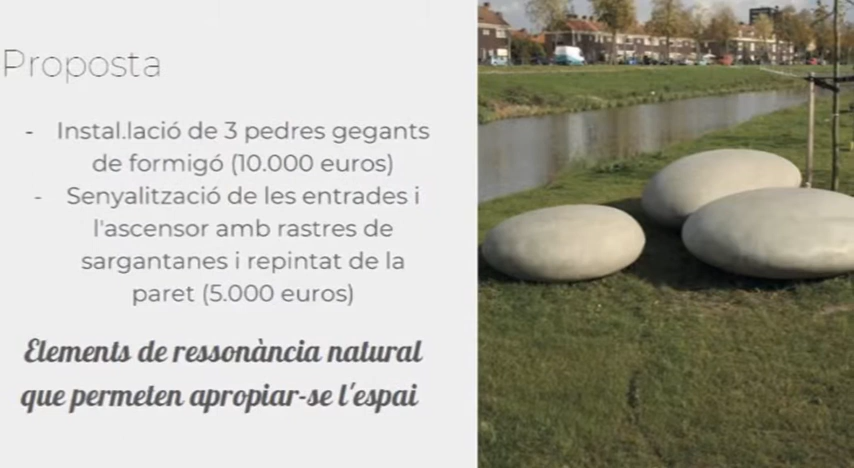 Proposta
- Instal.lació de 3 pedres gegants
de formigó (10.000 euros)
- Senyalització de les entrades i
l'ascensor amb rastres de
sargantanes i repintat de la
paret (5.000 euros)
Elements de ressonància natural
que permeten apropiar-se l'espai